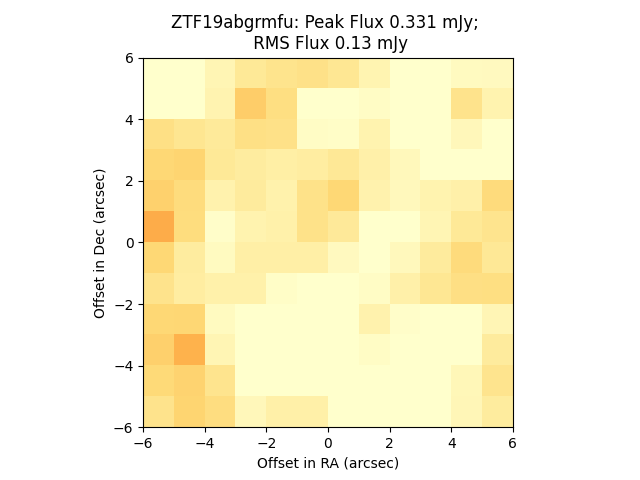 ZTF19abgrmfu: Peak Flux 0.331 mJy;
RMS Flux 0.13 mJy
6
4
2
0
−2
−4
−6
Offset in Dec (arcsec)
−6 −4 −2 0 2 4 6
Offset in RA (arcsec)